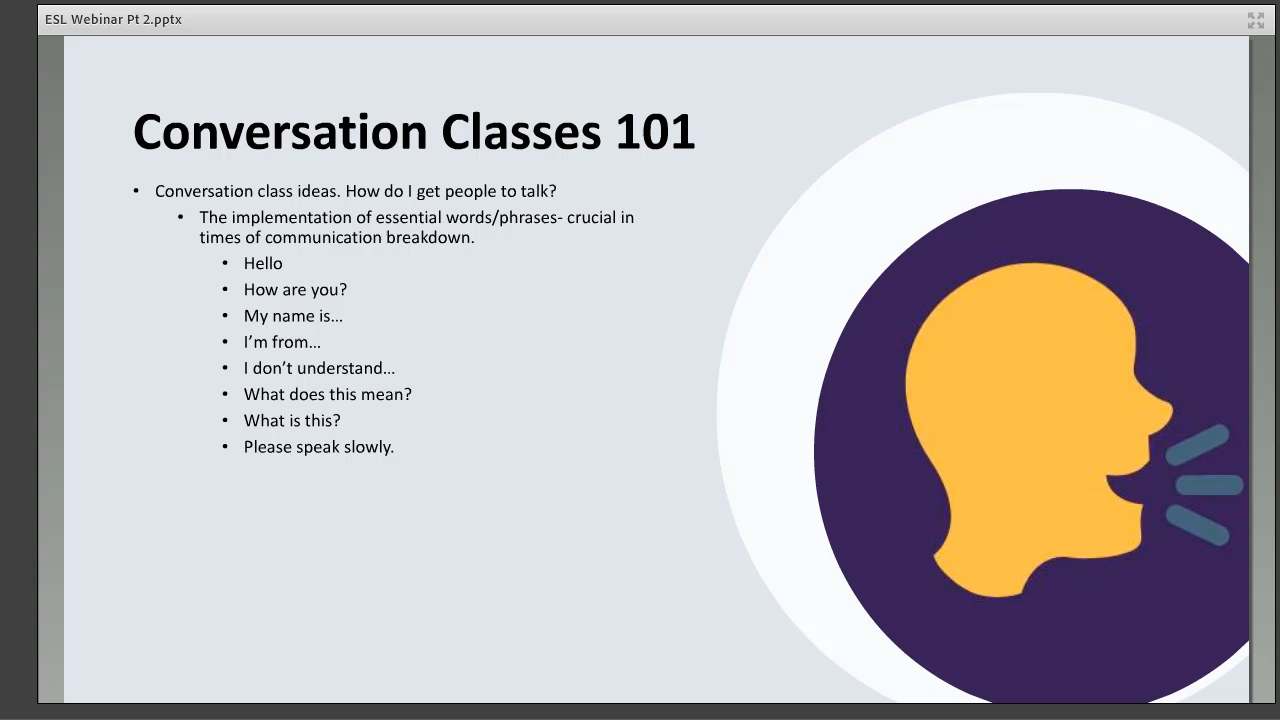 ESL Webinar Pt 2.pptx
Conversation Classes 101
• Conversation class ideas. How do I get people to talk?
• The implementation of essential words/phrases- crucial in
times of communication breakdown.
• Hello
• How are you?
• My name is...
• I'm from...
• I don't understand...
• What does this mean?
• What is this?
• Please speak slowly.